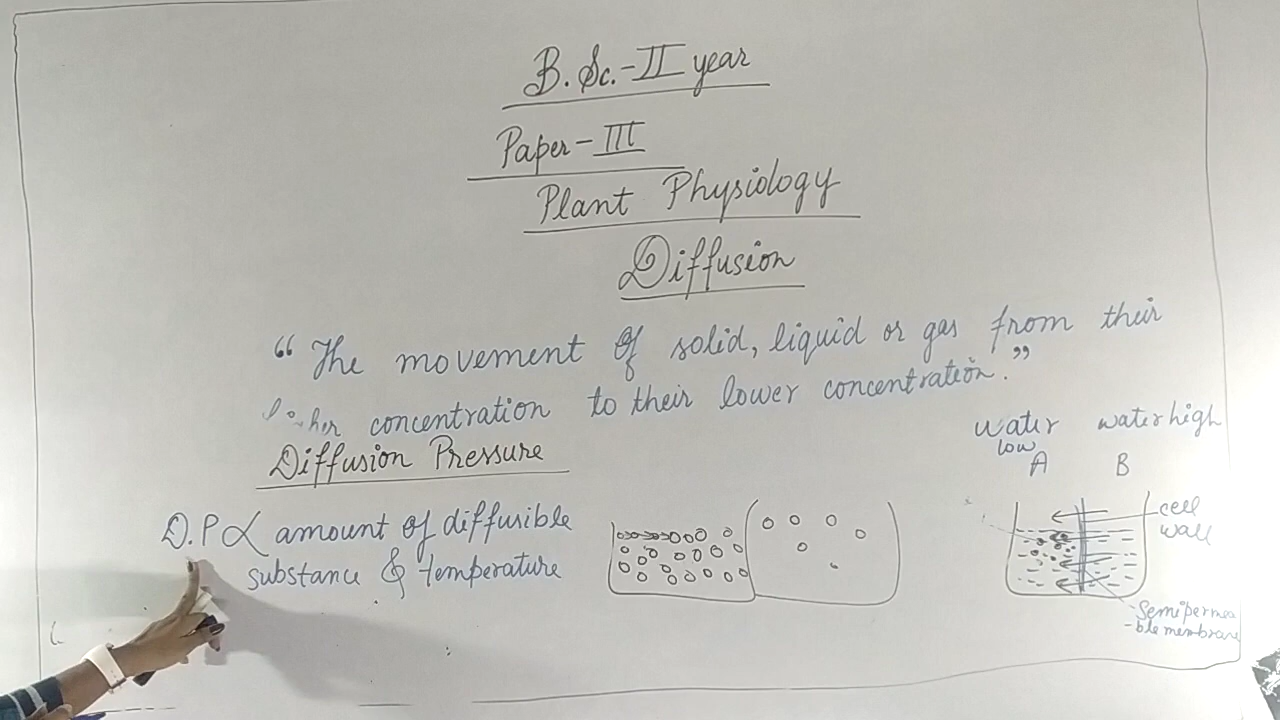 B. Sc.-II year
Paper-III
Plant Physiology
Diffusion
“The movement of solid, liquid or gas from their
concentration to their lower concentration.”
Diffusion Pressure
D.P ∝ amount of diffusible
substance & temperature
water low
water high
A
B
cell wall
Semipermea
-ble membrane